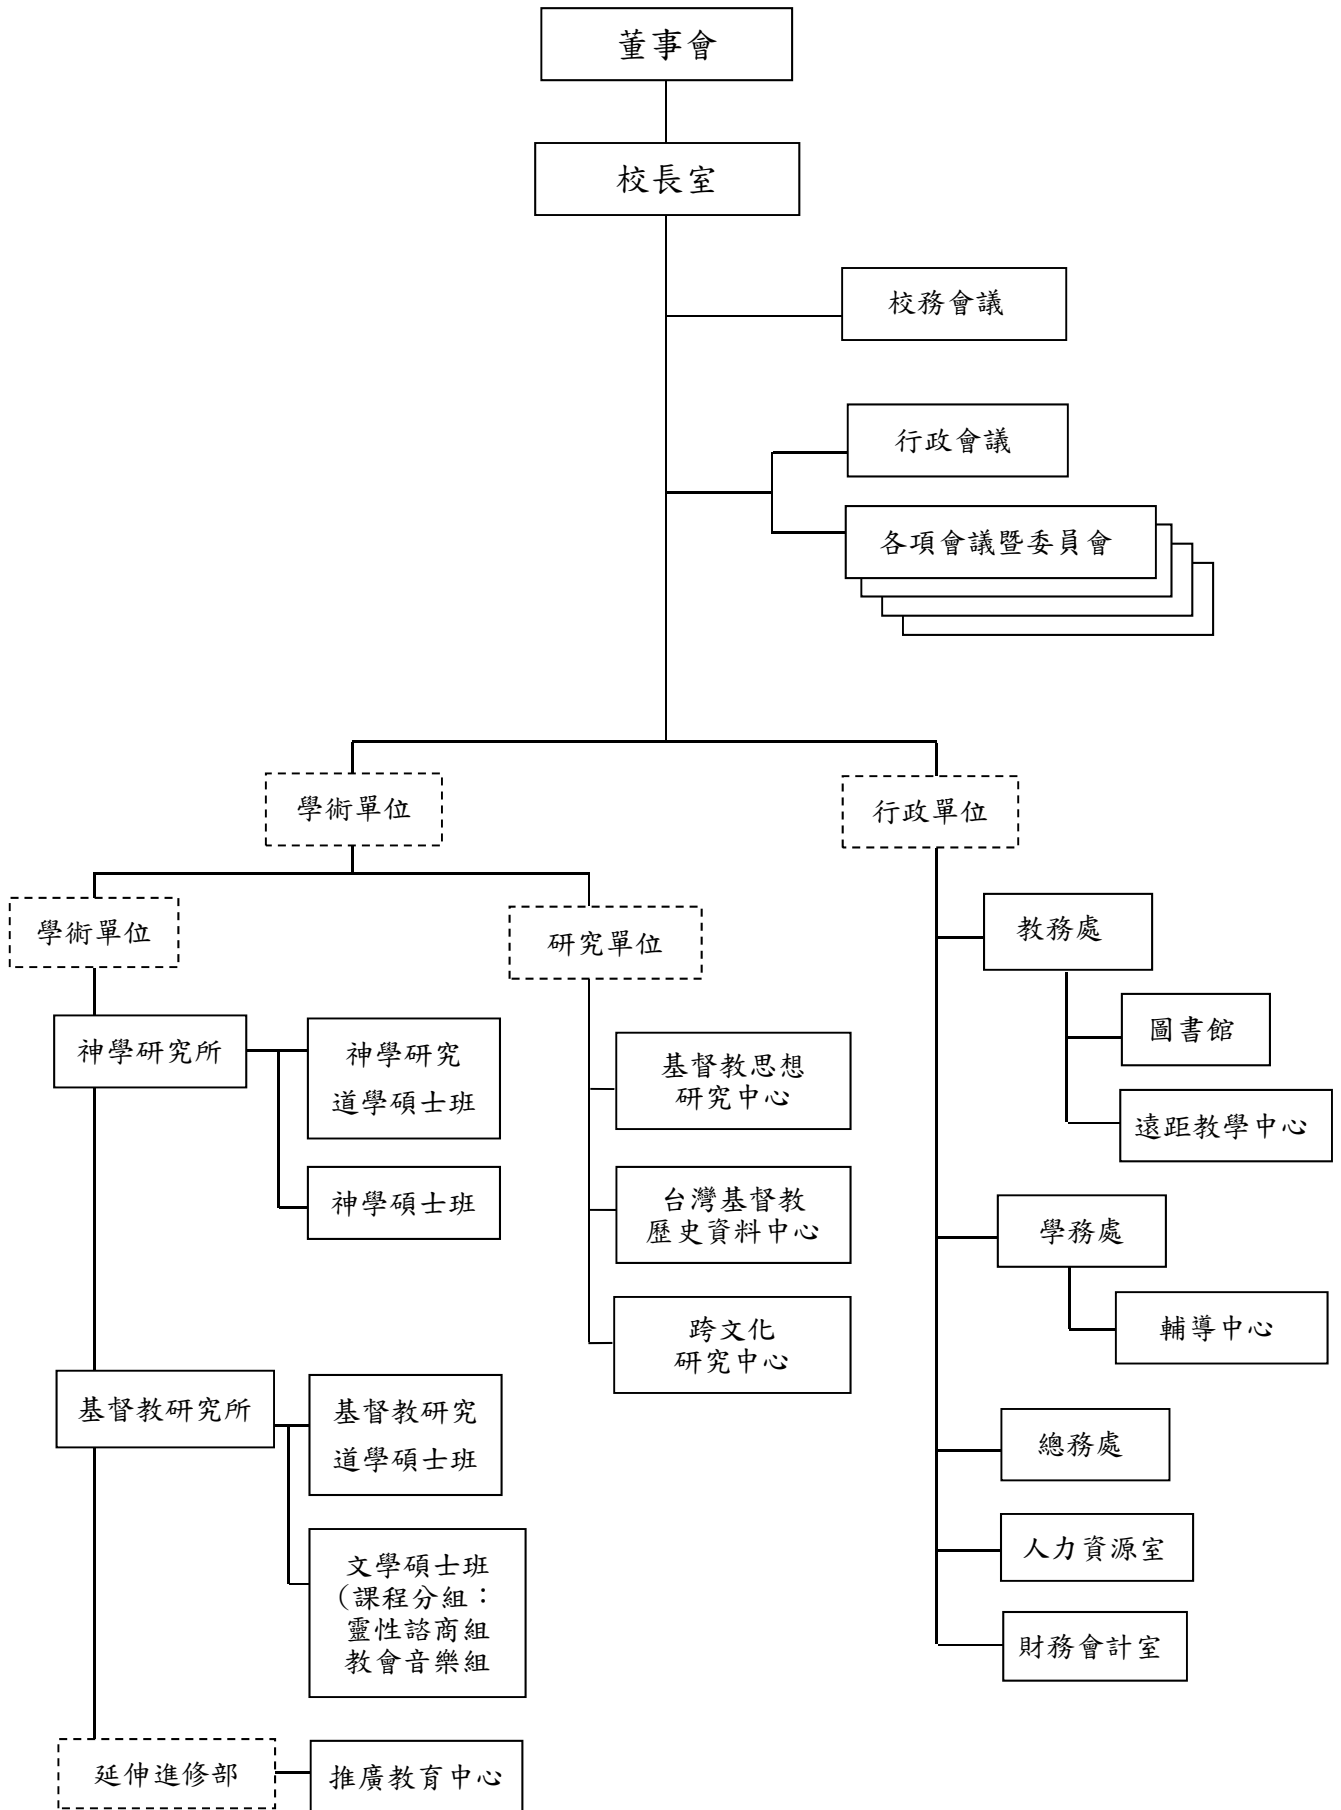 董事會
校長室
校務會議
行政會議
各項會議暨委員會
學術單位
行政單位
學術單位
研究單位
神學研究所
神學研究
道學碩士班
神學碩士班
基督教研究所
基督教研究
道學碩士班
文學碩士班
(課程分組：
靈性諮商組
教會音樂組
延伸進修部
推廣教育中心
基督教思想
研究中心
台灣基督教
歷史資料中心
跨文化
研究中心
教務處
圖書館
遠距教學中心
學務處
輔導中心
總務處
人力資源室
財務會計室